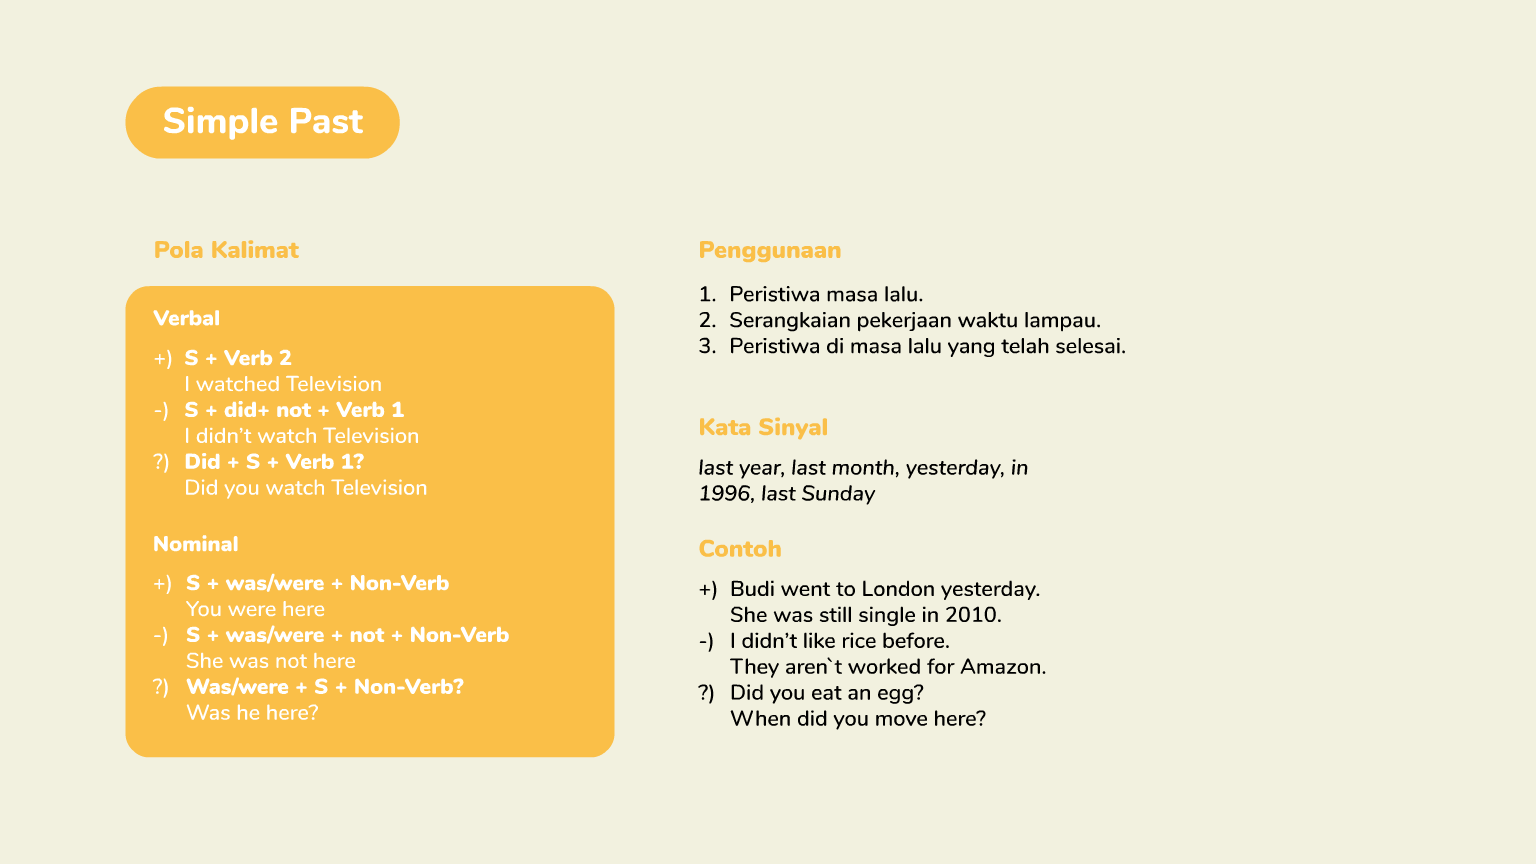 Simple Past
Pola Kalimat
Verbal
+) S + Verb 2
I watched Television
-) S + did+ not + Verb 1
I didn’t watch Television
?) Did + S + Verb 1?
Did you watch Television
Nominal
+) S + was/were + Non-Verb
You were here
-) S + was/were + not + Non-Verb
She was not here
?) Was/were + S + Non-Verb?
Was he here?
Penggunaan
1. Peristiwa masa lalu.
2. Serangkaian pekerjaan waktu lampau.
3. Peristiwa di masa lalu yang telah selesai.
Kata Sinyal
last year, last month, yesterday, in
1996, last Sunday
Contoh
+) Budi went to London yesterday.
She was still single in 2010.
-) I didn’t like rice before.
They aren`t worked for Amazon.
?) Did you eat an egg?
When did you move here?